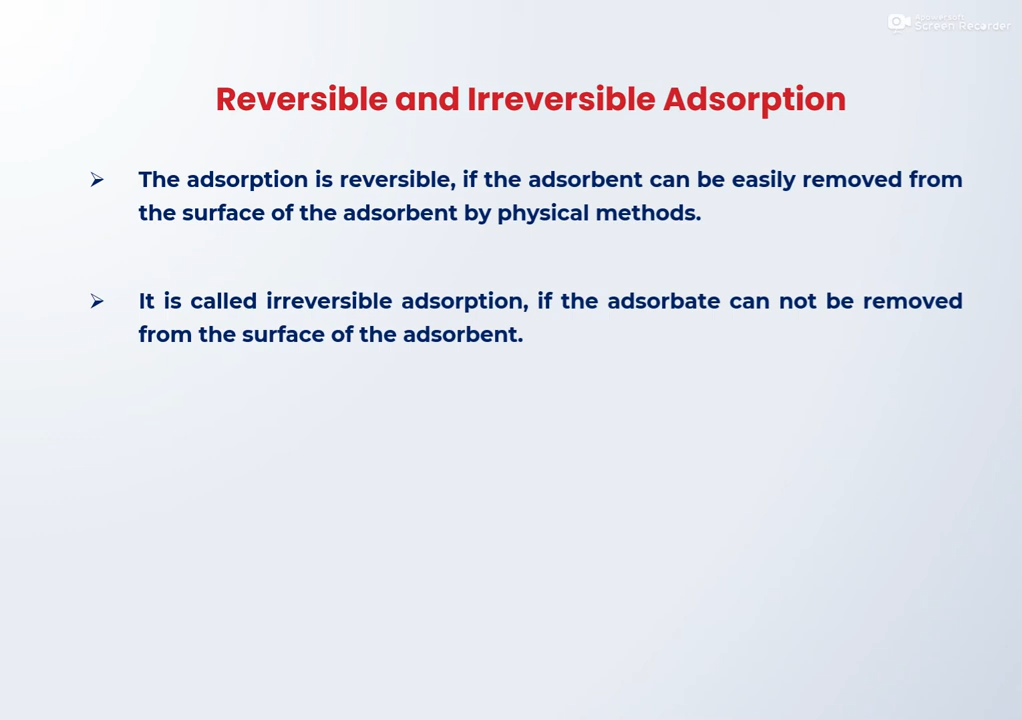 Apowersoft
Screen Recorder
Reversible and Irreversible Adsorption
➢ The adsorption is reversible, if the adsorbent can be easily removed from
the surface of the adsorbent by physical methods.
➢ It is called irreversible adsorption, if the adsorbate can not be removed
from the surface of the adsorbent.